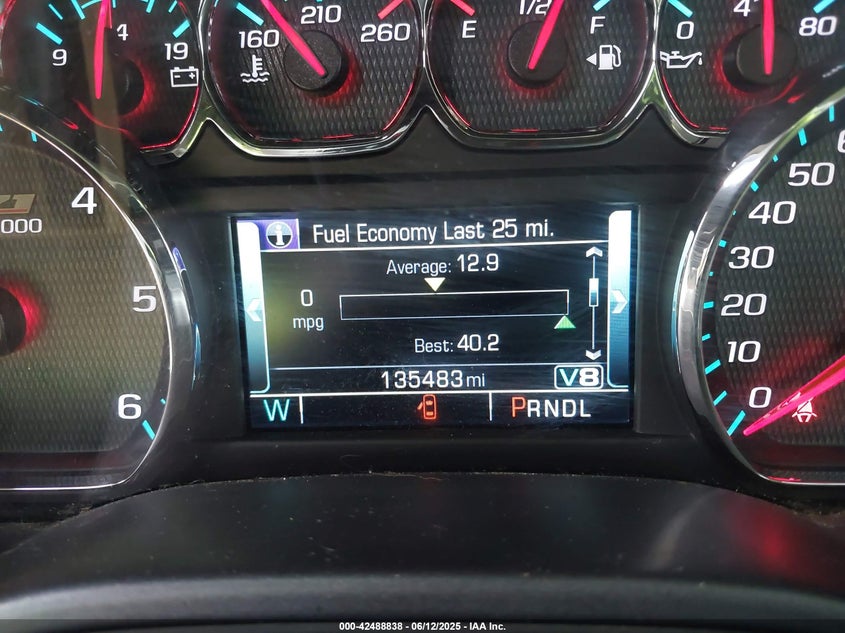 9 4 19
160 210 260
E 1/2 F
0 4 80
4
000
5
6
Fuel Economy Last 25 mi.
Average: 12.9
0
mpg
Best: 40.2
135483 mi V8
W PRNDL
50
40
30
20
10
0
000-42488838 - 06/12/2025 - IAA Inc.